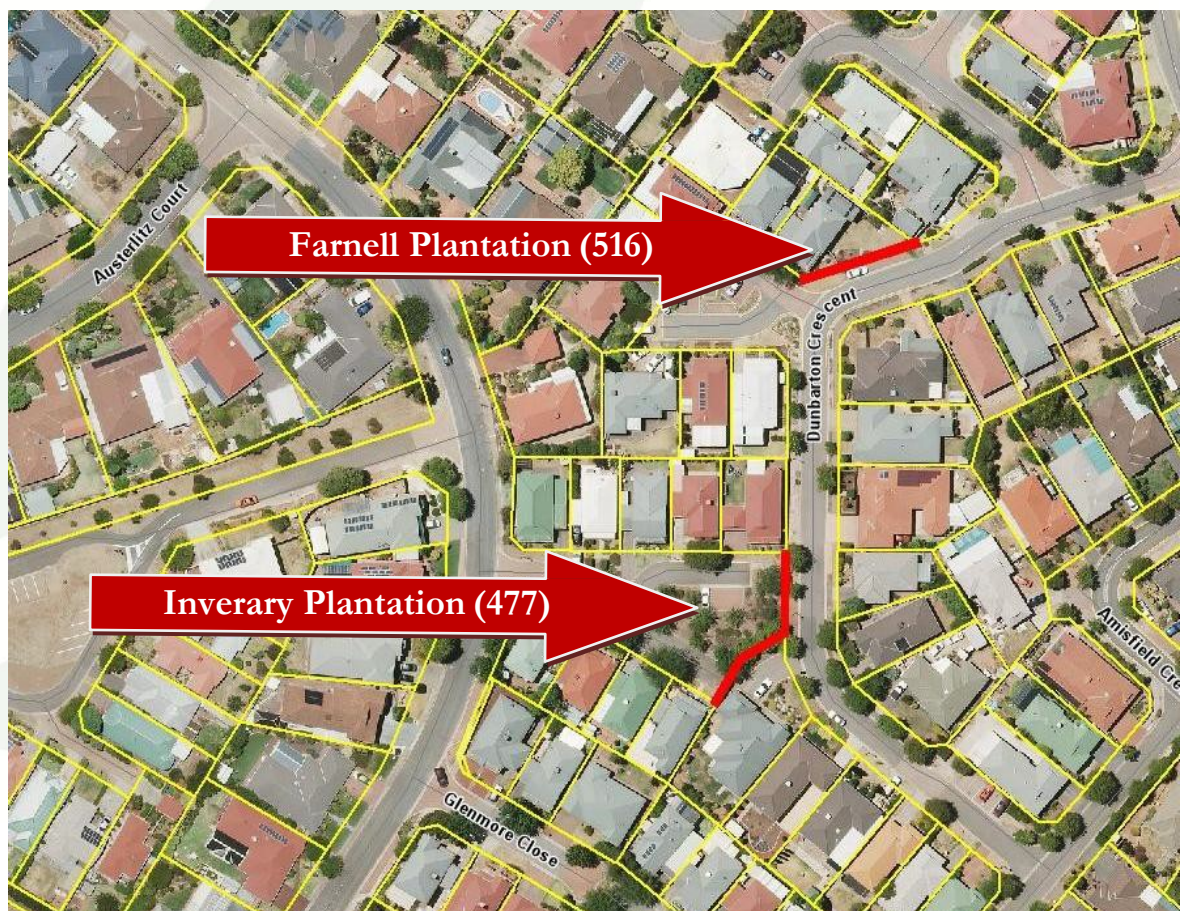 Austerlitz Court
Farnell Plantation (516)
Dunbarton Crescent
Inverary Plantation (477)
Amisfield Cre
Glenmore Close